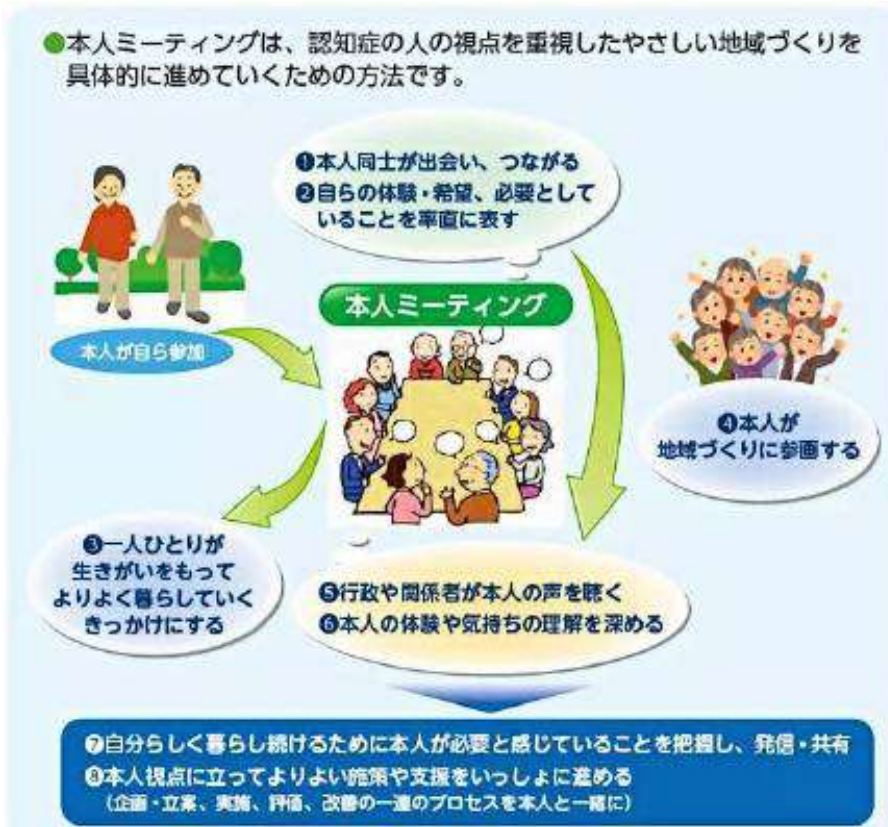 ●本人ミーティングは、認知症の人の視点を重視したやさしい地域づくりを
具体的に進めていくための方法です。
❶本人同士が出会い、つながる
❷自らの体験・希望、必要として
いることを率直に表す
本人ミーティング
本人が自ら参加
❹本人が
地域づくりに参画する
❸一人ひとりが
生きがいをもって
よりよく暮らしていく
きっかけにする
❺行政や関係者が本人の声を聴く
❻本人の体験や気持ちの理解を深める
❼自分らしく暮らし続けるために本人が必要と感じていることを把握し、発信・共有
❽本人視点に立ってよりよい施策や支援をいっしょに進める
（企画・立案、実施、評価、改善の一連のプロセスを本人と一緒に）